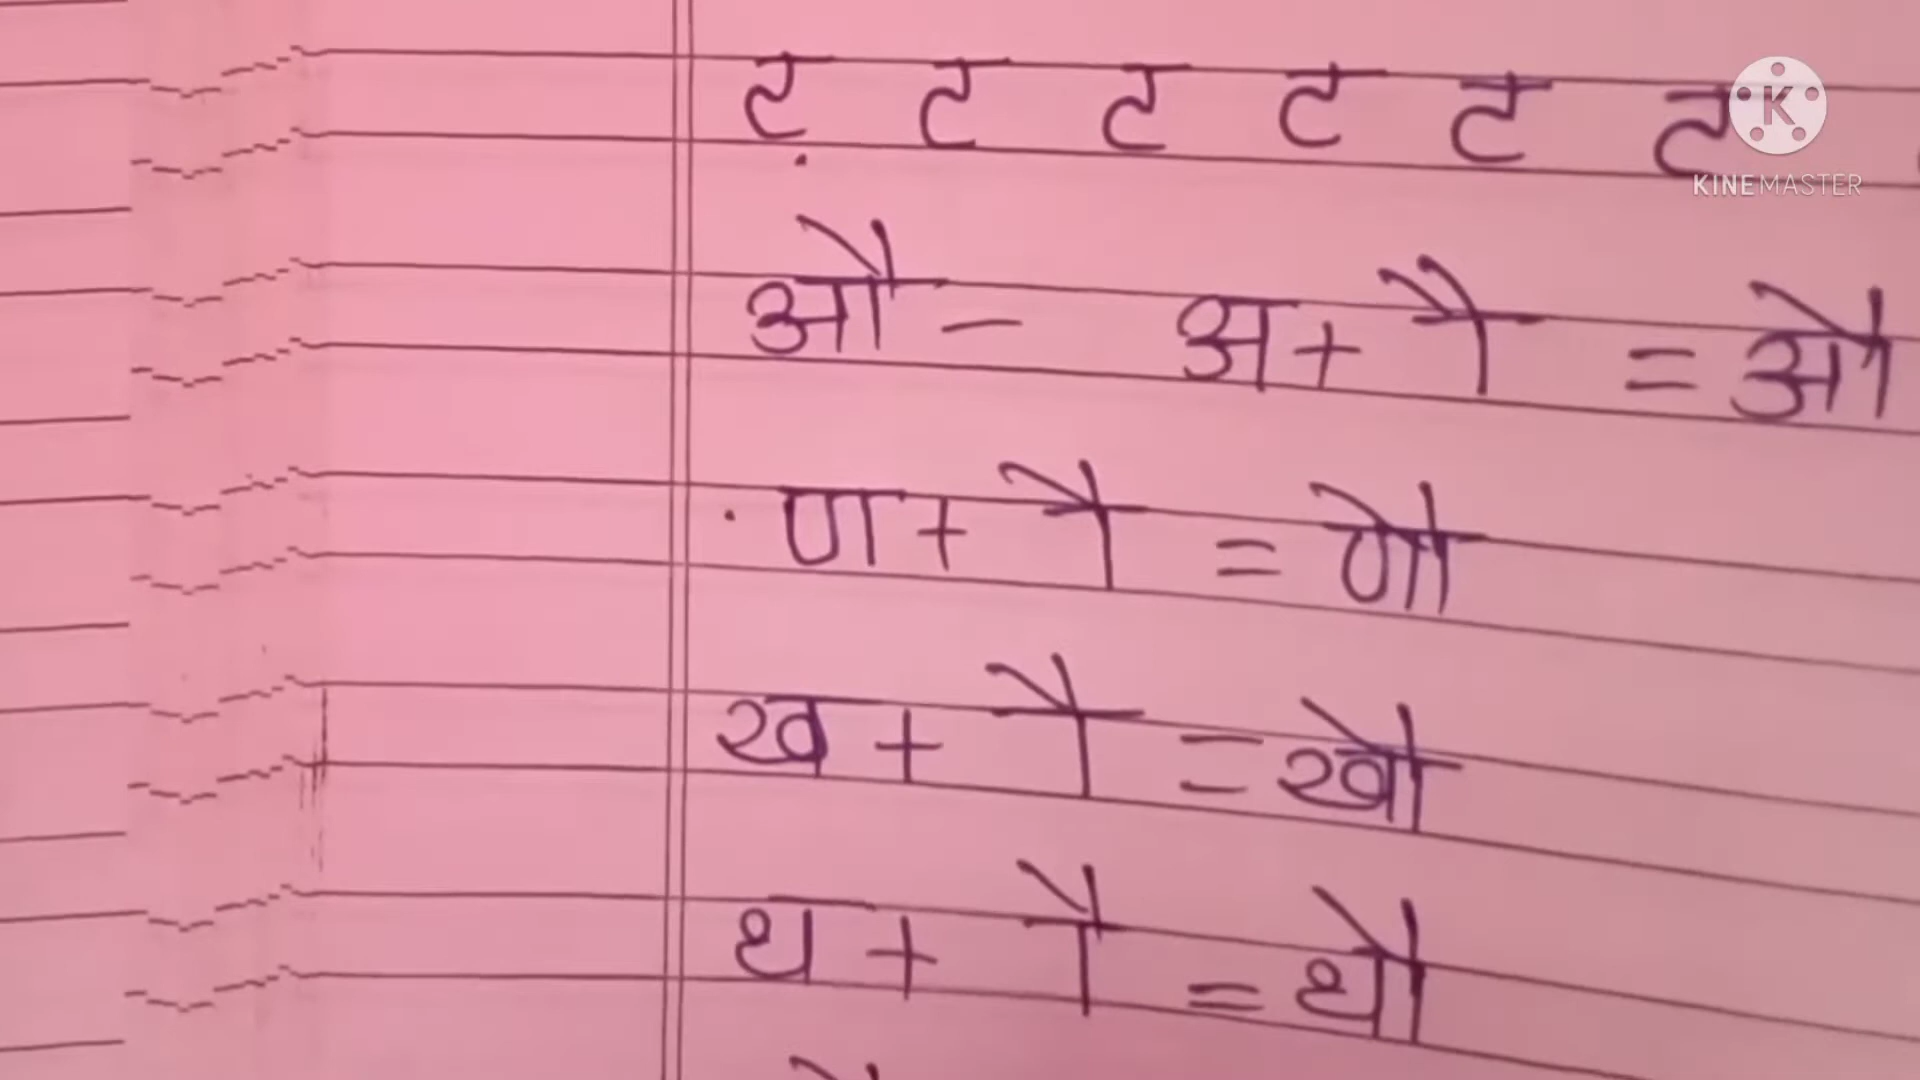 ट ट ट ट ट ट
KINEMASTER
औ - अ + ौ = औ
ण + ौ = णौ
ख + ौ = खौ
थ + ौ = थौ